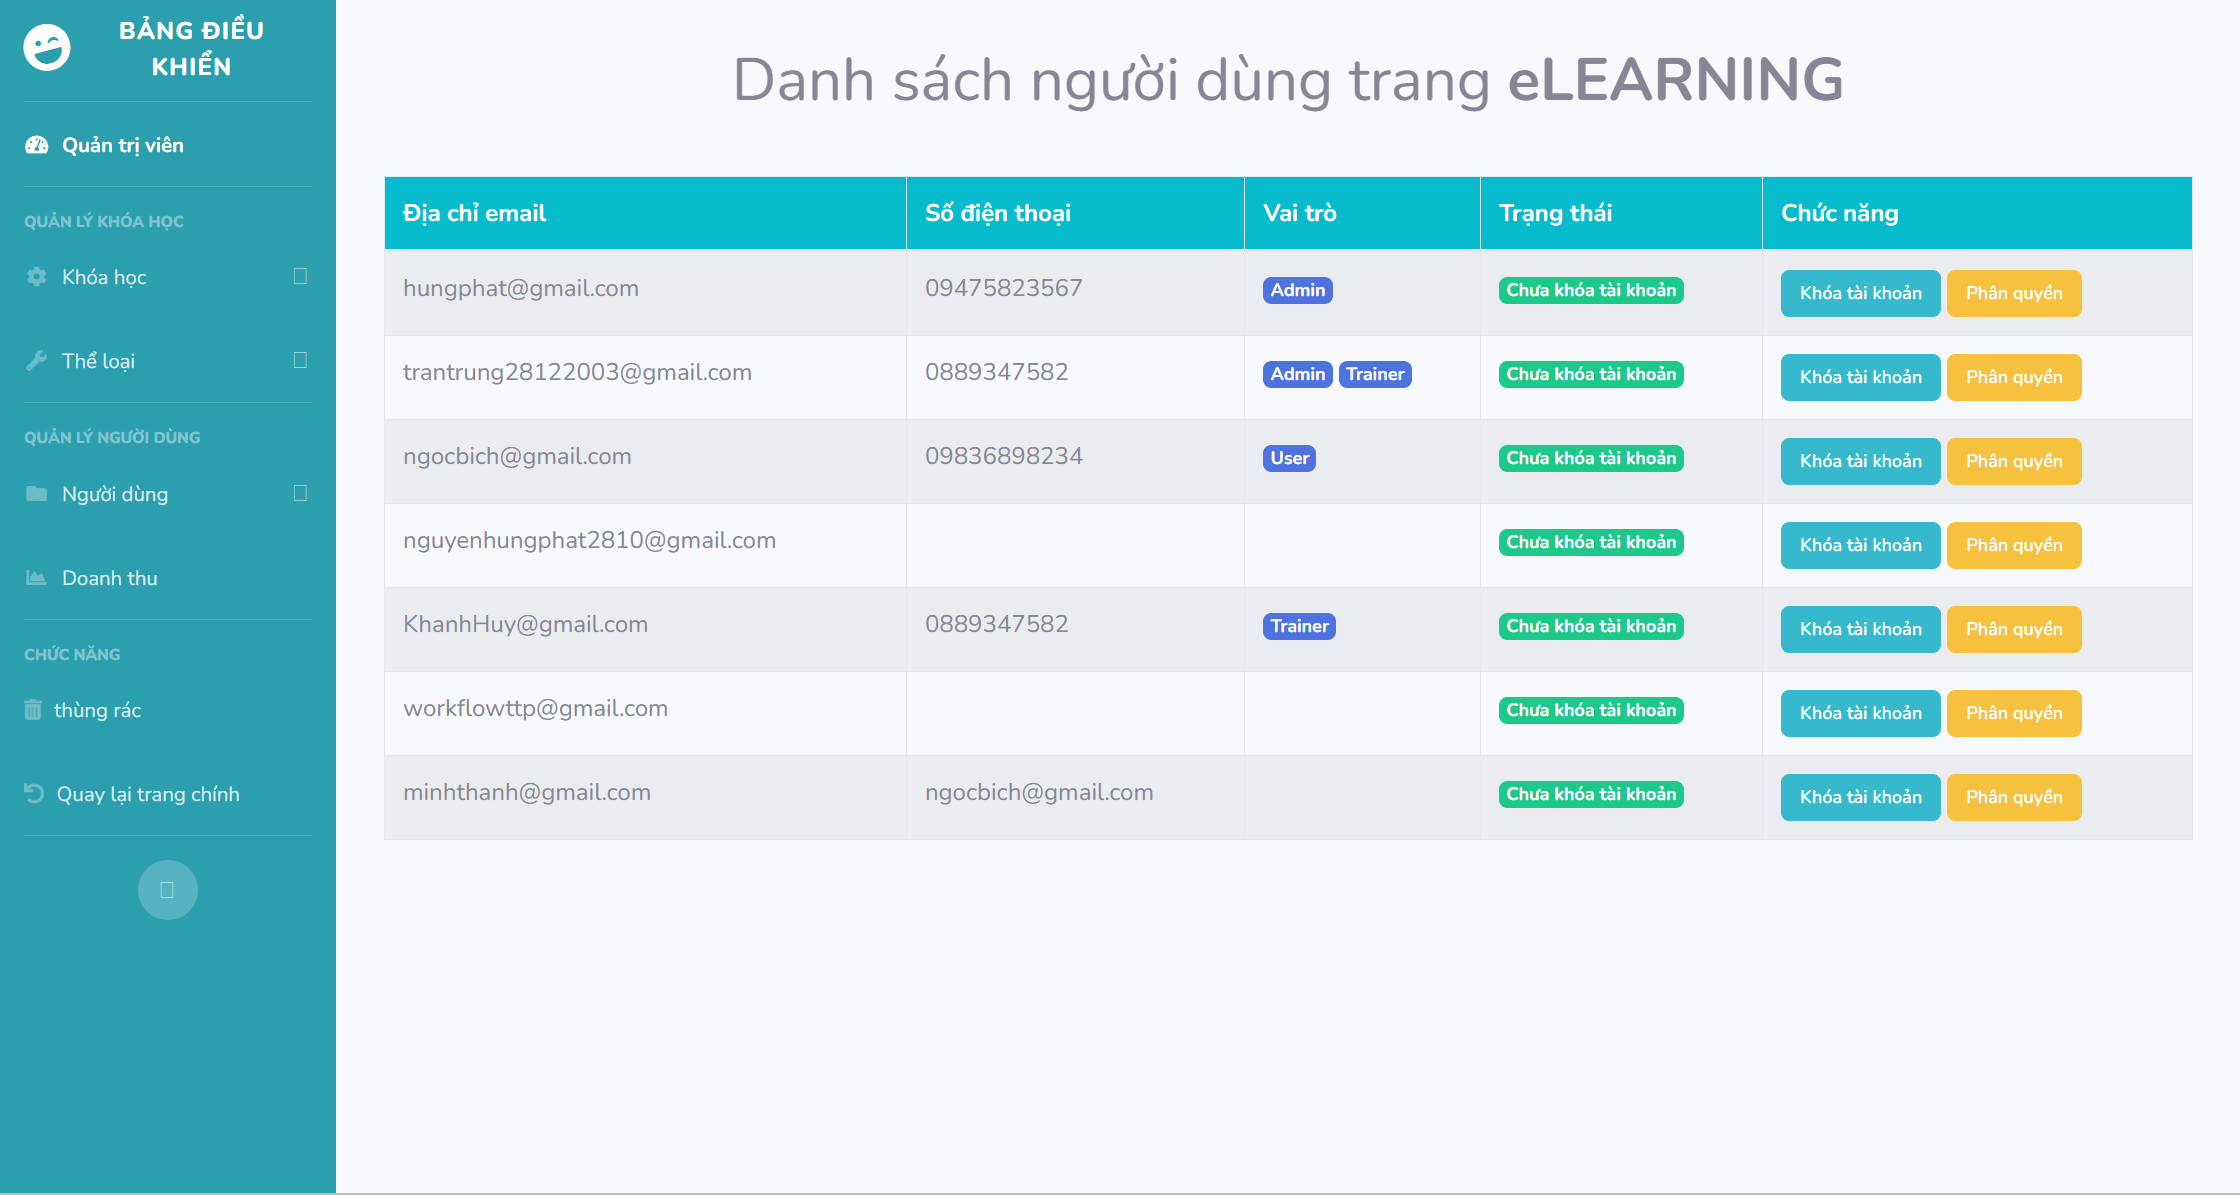 BẢNG ĐIỀU
KHIỂN
Quản trị viên
QUẢN LÝ KHÓA HỌC
Khóa học
Thể loại
QUẢN LÝ NGƯỜI DÙNG
Người dùng
Doanh thu
CHỨC NĂNG
thùng rác
Quay lại trang chính
Danh sách người dùng trang eLEARNING
Địa chỉ email Số điện thoại Vai trò Trạng thái Chức năng
hungphat@gmail.com 09475823567 Admin Chưa khóa tài khoản Khóa tài khoản Phân quyền
trantrung28122003@gmail.com 0889347582 Admin Trainer Chưa khóa tài khoản Khóa tài khoản Phân quyền
ngocbich@gmail.com 09836898234 User Chưa khóa tài khoản Khóa tài khoản Phân quyền
nguyenhungphat2810@gmail.com Chưa khóa tài khoản Khóa tài khoản Phân quyền
KhanhHuy@gmail.com 0889347582 Trainer Chưa khóa tài khoản Khóa tài khoản Phân quyền
workflowttp@gmail.com Chưa khóa tài khoản Khóa tài khoản Phân quyền
minhthanh@gmail.com ngocbich@gmail.com Chưa khóa tài khoản Khóa tài khoản Phân quyền